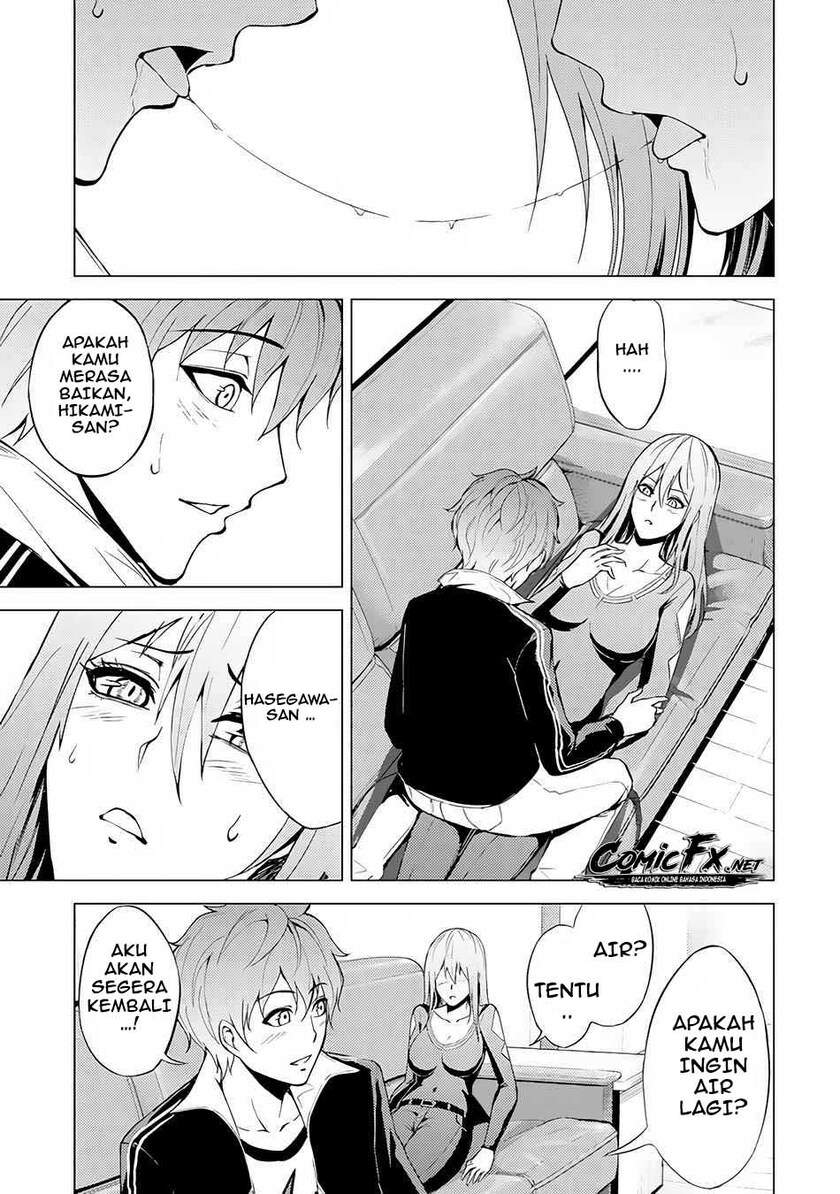 HAH
....
APAKAH
KAMU
MERASA
BAIKAN,
HIKAMI-
SAN?
HASEGAWA-
SAN ...
COMICFX.NET
BACA KOMIK ONLINE BAHASA INDONESIA
APAKAH
KAMU
INGIN
AIR
LAGI?
AIR?
TENTU
..
AKU
AKAN
SEGERA
KEMBALI
...!